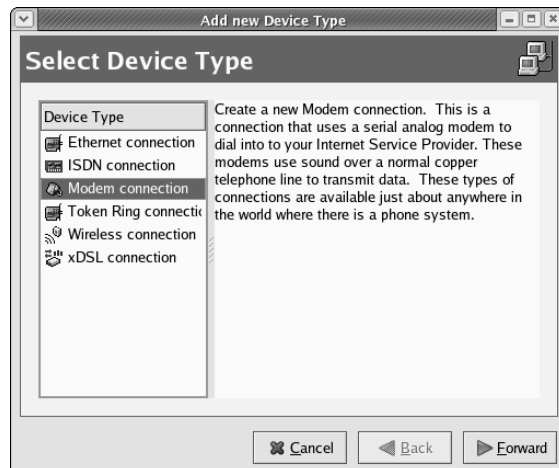 Add new Device Type
Select Device Type
Device Type
Ethernet connection
ISDN connection
Modem connection
Token Ring connectic
Wireless connection
xDSL connection
Create a new Modem connection. This is a
connection that uses a serial analog modem to
dial into to your Internet Service Provider. These
modems use sound over a normal copper
telephone line to transmit data. These types of
connections are available just about anywhere in
the world where there is a phone system.
Cancel
Back
Forward